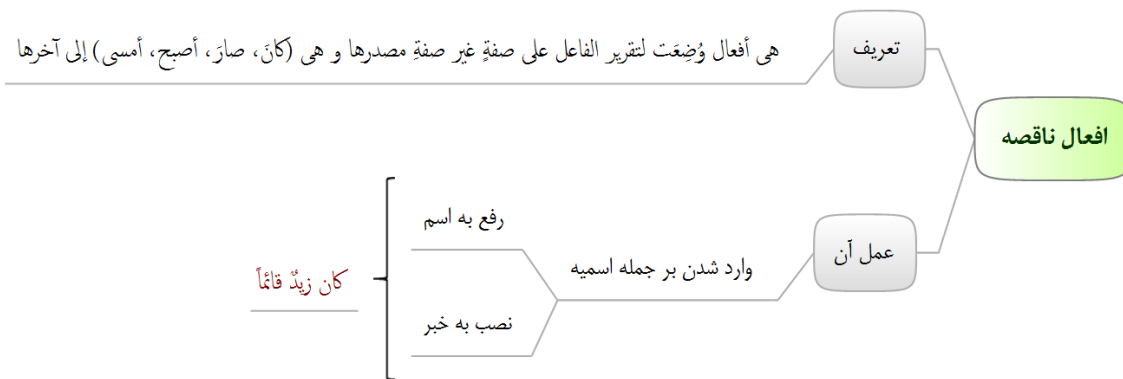 افعال ناقصه
تعریف
هی أفعال وُضِعَت لتقریر الفاعل علی صفةٍ غیر صفةِ مصدرها و هی (کانَ، صارَ، أصبح، أمسی) إلی آخرها
عمل آن
وارد شدن بر جمله اسمیه
رفع به اسم
نصب به خبر
کان زیدٌ قائماً